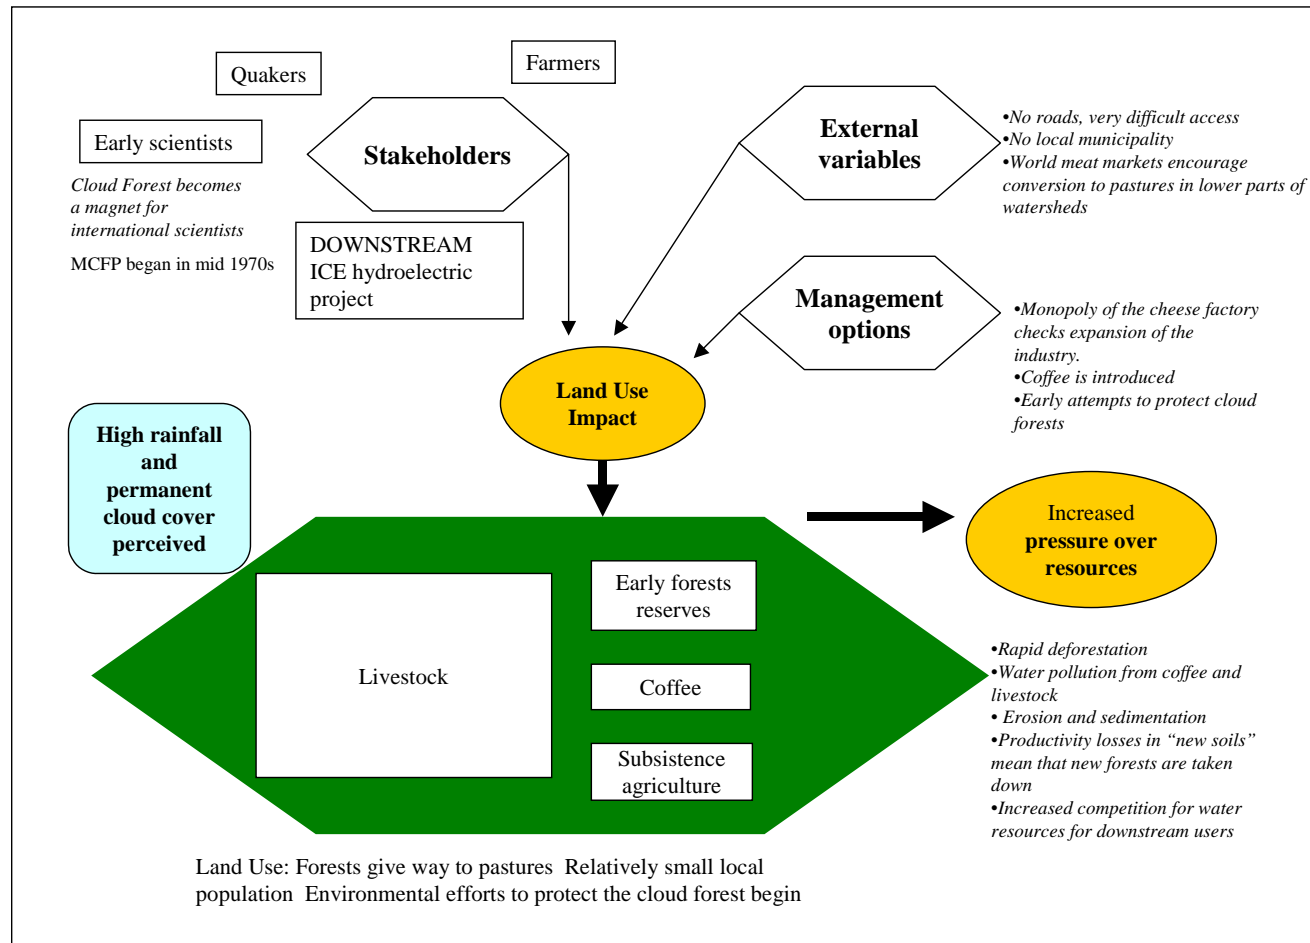 Quakers
Farmers
Early scientists
Cloud Forest becomes
a magnet for
international scientists
MCFP began in mid 1970s
Stakeholders
DOWNSTREAM
ICE hydroelectric
project
External
variables
•No roads, very difficult access
•No local municipality
•World meat markets encourage
conversion to pastures in lower parts of
watersheds
Management
options
•Monopoly of the cheese factory
checks expansion of the
industry.
•Coffee is introduced
•Early attempts to protect cloud
forests
Land Use
Impact
High rainfall
and
permanent
cloud cover
perceived
Increased
pressure over
resources
Livestock
Early forests
reserves
Coffee
Subsistence
agriculture
•Rapid deforestation
•Water pollution from coffee and
livestock
• Erosion and sedimentation
•Productivity losses in “new soils”
mean that new forests are taken
down
•Increased competition for water
resources for downstream users
Land Use: Forests give way to pastures  Relatively small local
population  Environmental efforts to protect the cloud forest begin